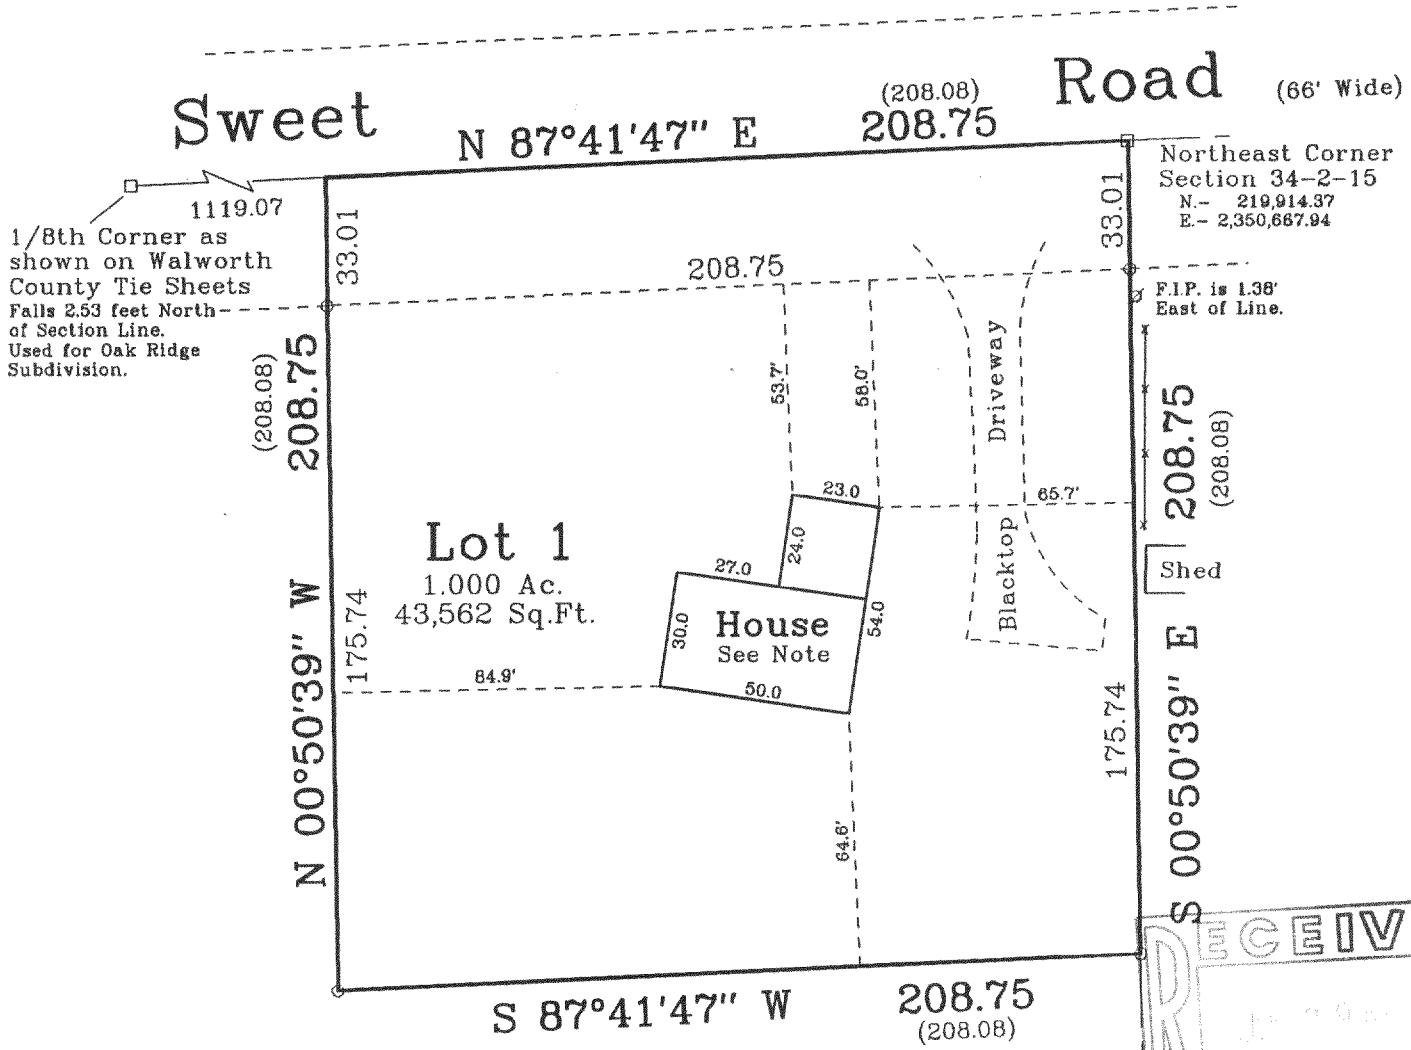 Sweet Road (66' Wide)
N 87°41'47" E
(208.08)
208.75
1119.07
1/8th Corner as
shown on Walworth
County Tie Sheets
Falls 2.53 feet North
of Section Line.
Used for Oak Ridge
Subdivision.
Northeast Corner
Section 34-2-15
N.- 219,914.37
E.- 2,350,667.94
33.01
33.01
208.75
F.I.P. is 1.38'
East of Line.
(208.08)
208.75
53.7'
58.0'
Driveway
208.75
(208.08)
23.0
65.7'
Lot 1
1.000 Ac.
43,562 Sq.Ft.
24.0
27.0
Blacktop
Shed
House
See Note
30.0
54.0
50.0
N 00°50'39" W
175.74
84.9'
175.74
S 00°50'39" E
64.6'
S 87°41'47" W
208.75
(208.08)
RECEIV